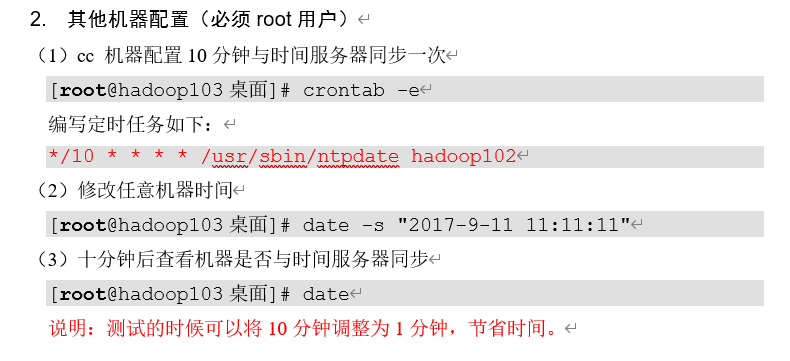 2. 其他机器配置（必须 root 用户）
（1）cc 机器配置 10 分钟与时间服务器同步一次
[root@hadoop103 桌面]# crontab -e
编写定时任务如下：
*/10 * * * * /usr/sbin/ntpdate hadoop102
（2）修改任意机器时间
[root@hadoop103 桌面]# date -s "2017-9-11 11:11:11"
（3）十分钟后查看机器是否与时间服务器同步
[root@hadoop103 桌面]# date
说明：测试的时候可以将 10 分钟调整为 1 分钟，节省时间。